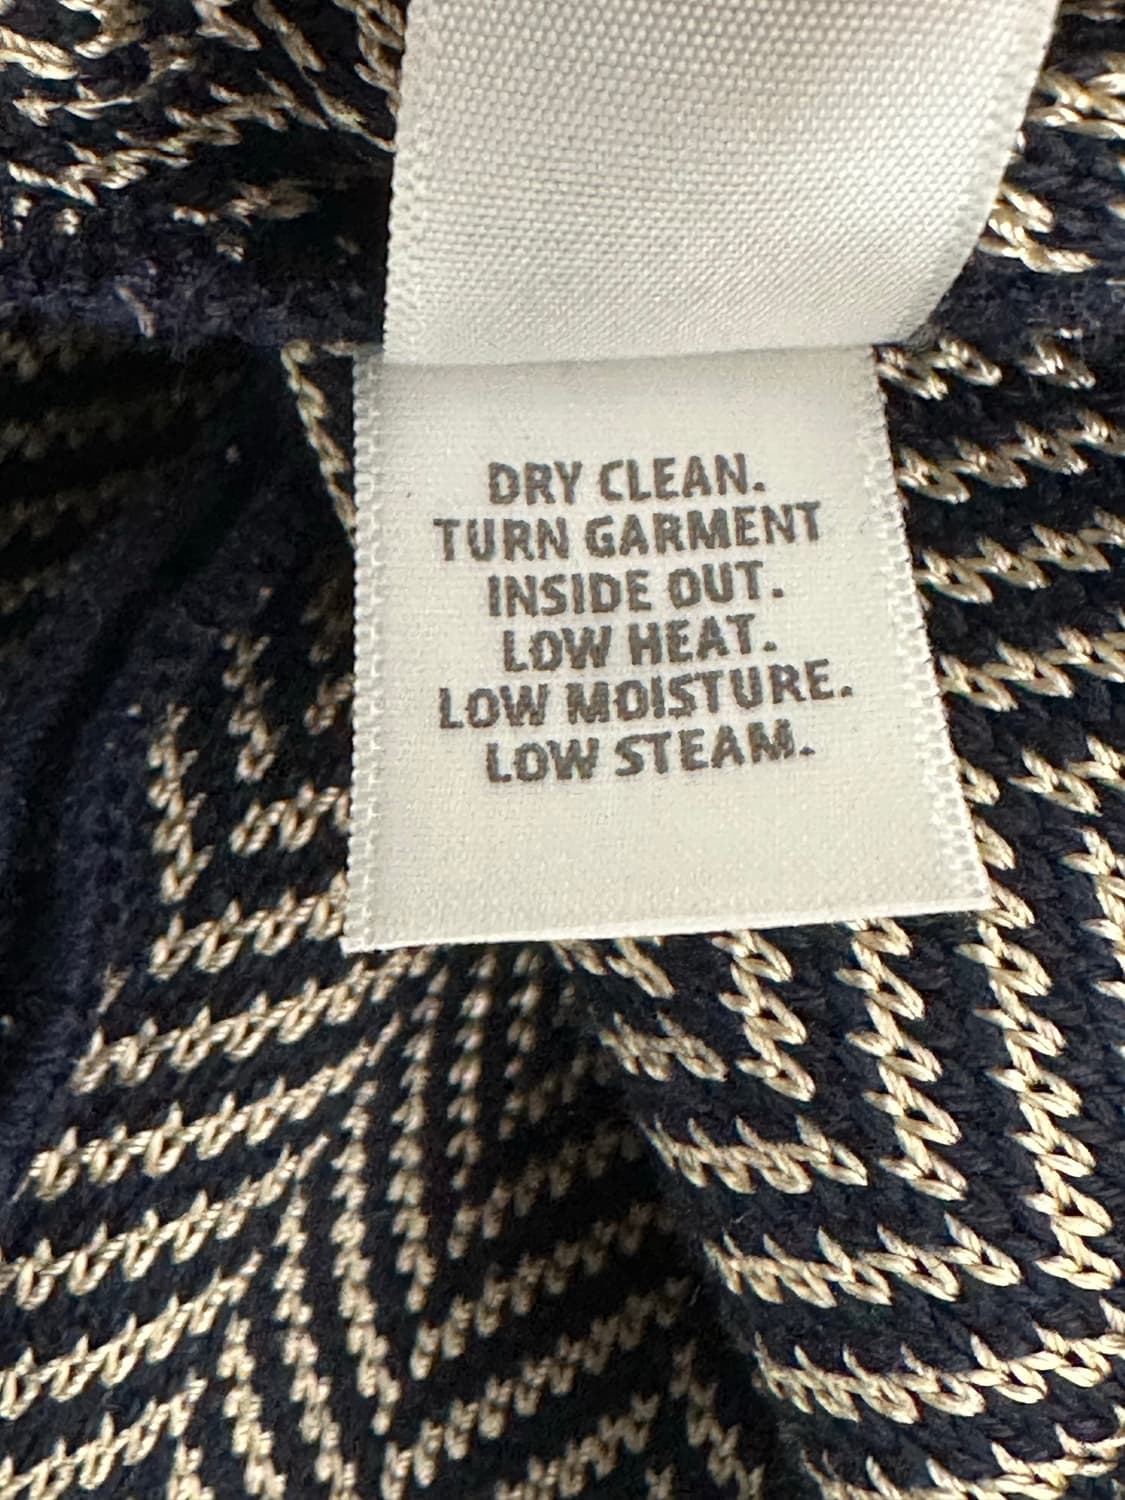 DRY CLEAN.
TURN GARMENT
INSIDE OUT.
LOW HEAT.
LOW MOISTURE.
LOW STEAM.